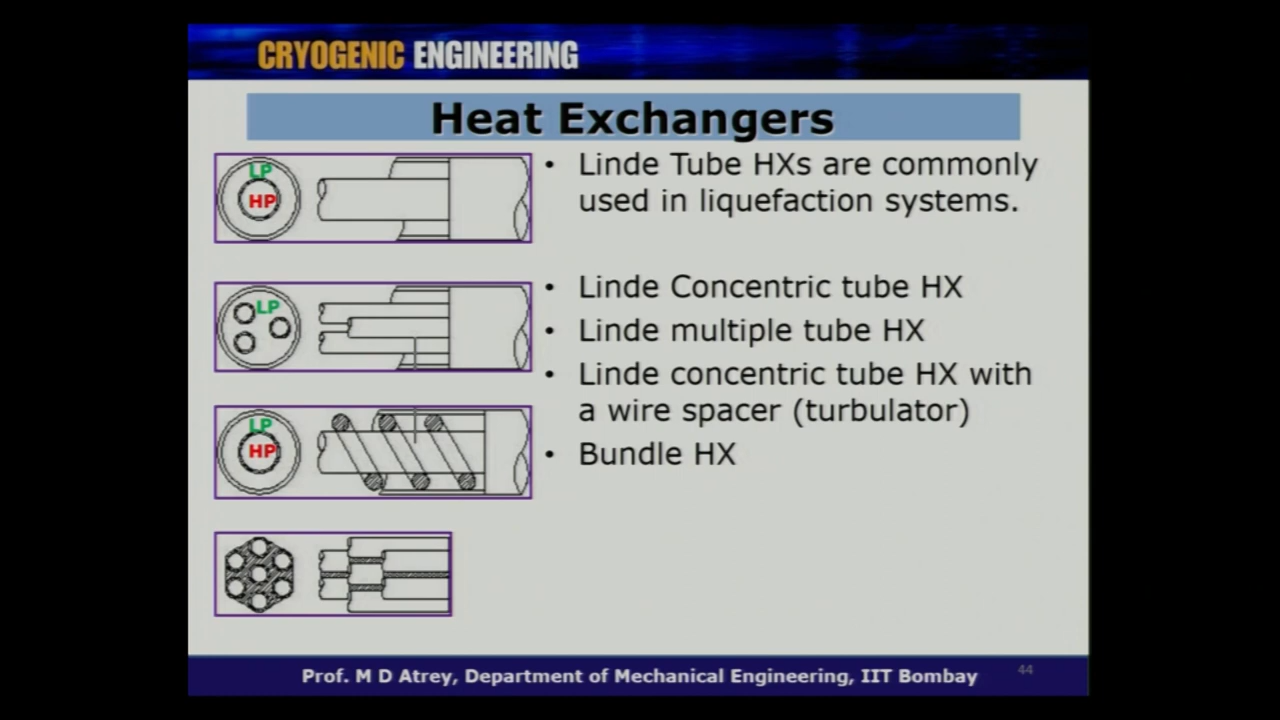 CRYOGENIC ENGINEERING
Heat Exchangers
LP
HP
• Linde Tube HXs are commonly
used in liquefaction systems.
LP
• Linde Concentric tube HX
• Linde multiple tube HX
• Linde concentric tube HX with
a wire spacer (turbulator)
LP
HP
• Bundle HX
Prof. M D Atrey, Department of Mechanical Engineering, IIT Bombay
44